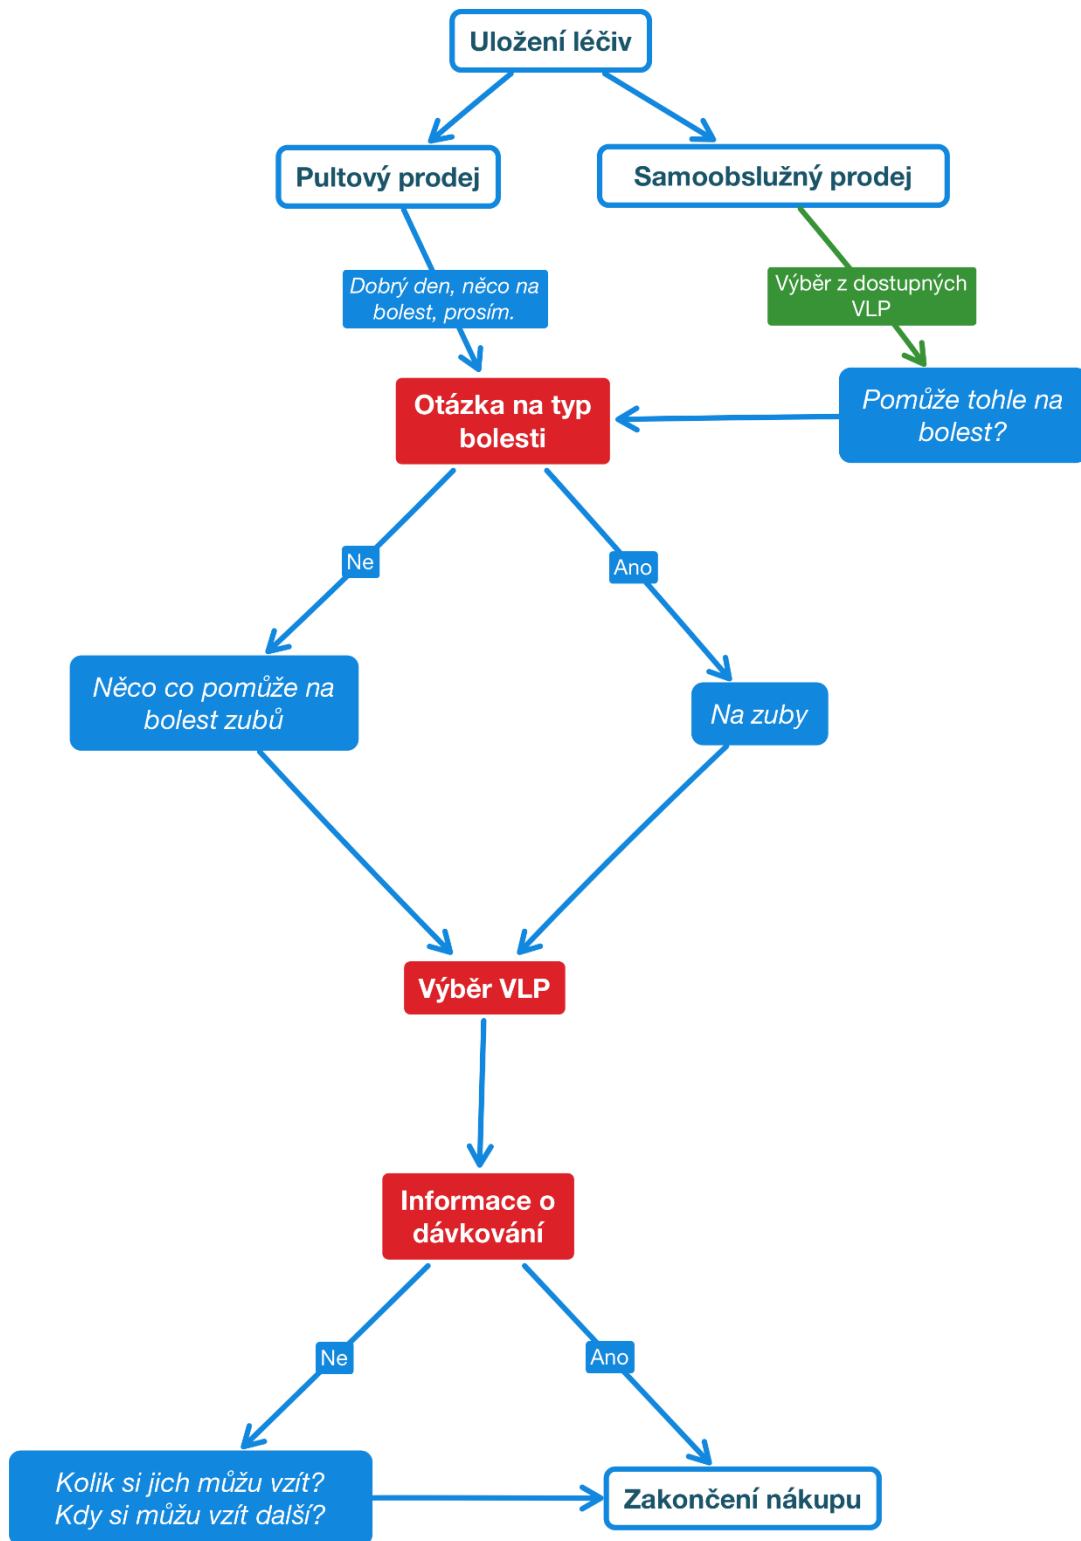 Uložení léčiv
Pultový prodej
Samoobslužný prodej
Dobrý den, něco na
bolest, prosím.
Výběr z dostupných
VLP
Otázka na typ
bolesti
Pomůže tohle na
bolest?
Ne
Ano
Něco co pomůže na
bolest zubů
Na zuby
Výběr VLP
Informace o
dávkování
Ne
Ano
Kolik si jich můžu vzít?
Kdy si můžu vzít další?
Zakončení nákupu